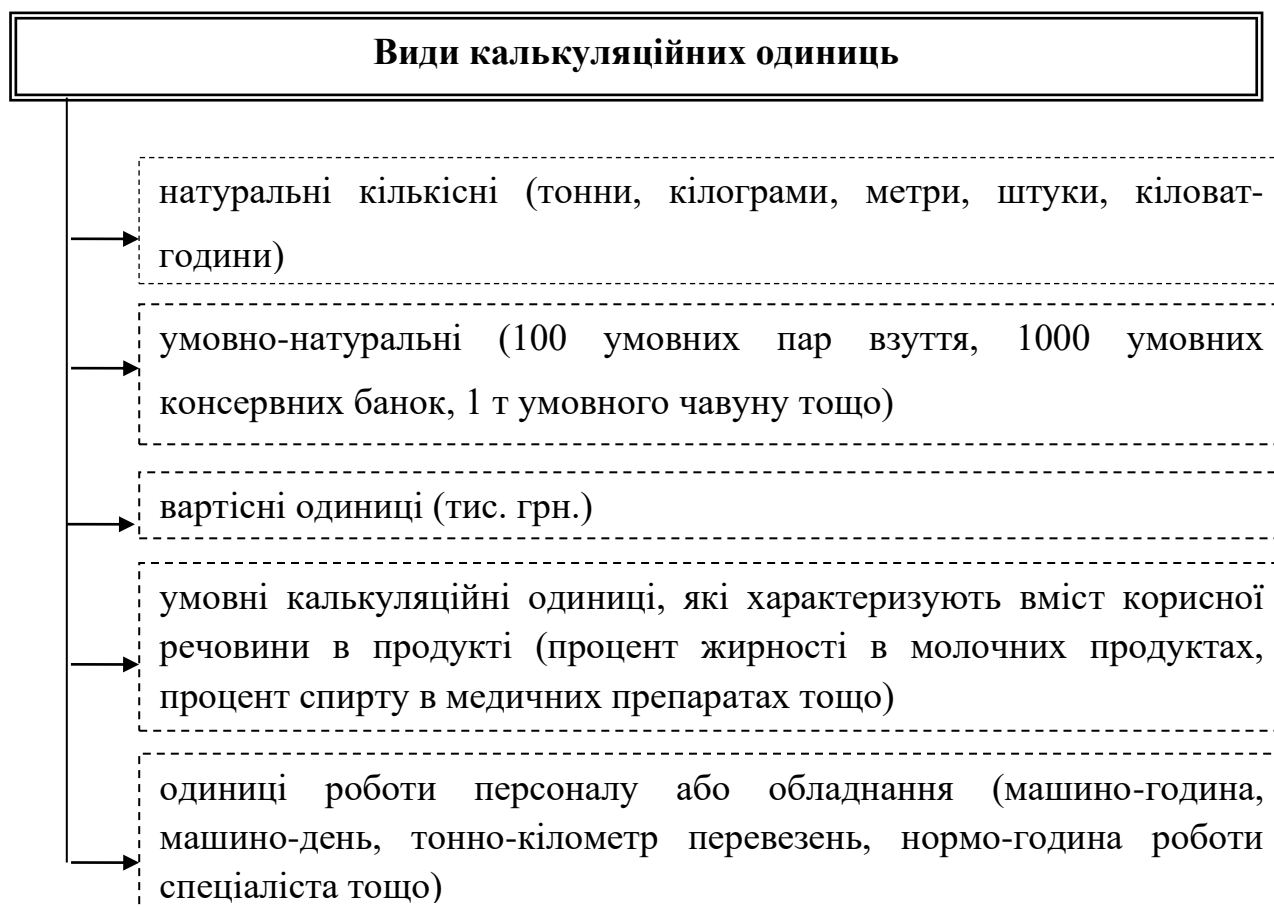 Види калькуляційних одиниць
натуральні кількісні (тонни, кілограми, метри, штуки, кіловат-
години)
умовно-натуральні (100 умовних пар взуття, 1000 умовних
консервних банок, 1 т умовного чавуну тощо)
вартісні одиниці (тис. грн.)
умовні калькуляційні одиниці, які характеризують вміст корисної
речовини в продукті (процент жирності в молочних продуктах,
процент спирту в медичних препаратах тощо)
одиниці роботи персоналу або обладнання (машино-година,
машино-день, тонно-кілометр перевезень, нормо-година роботи
спеціаліста тощо)